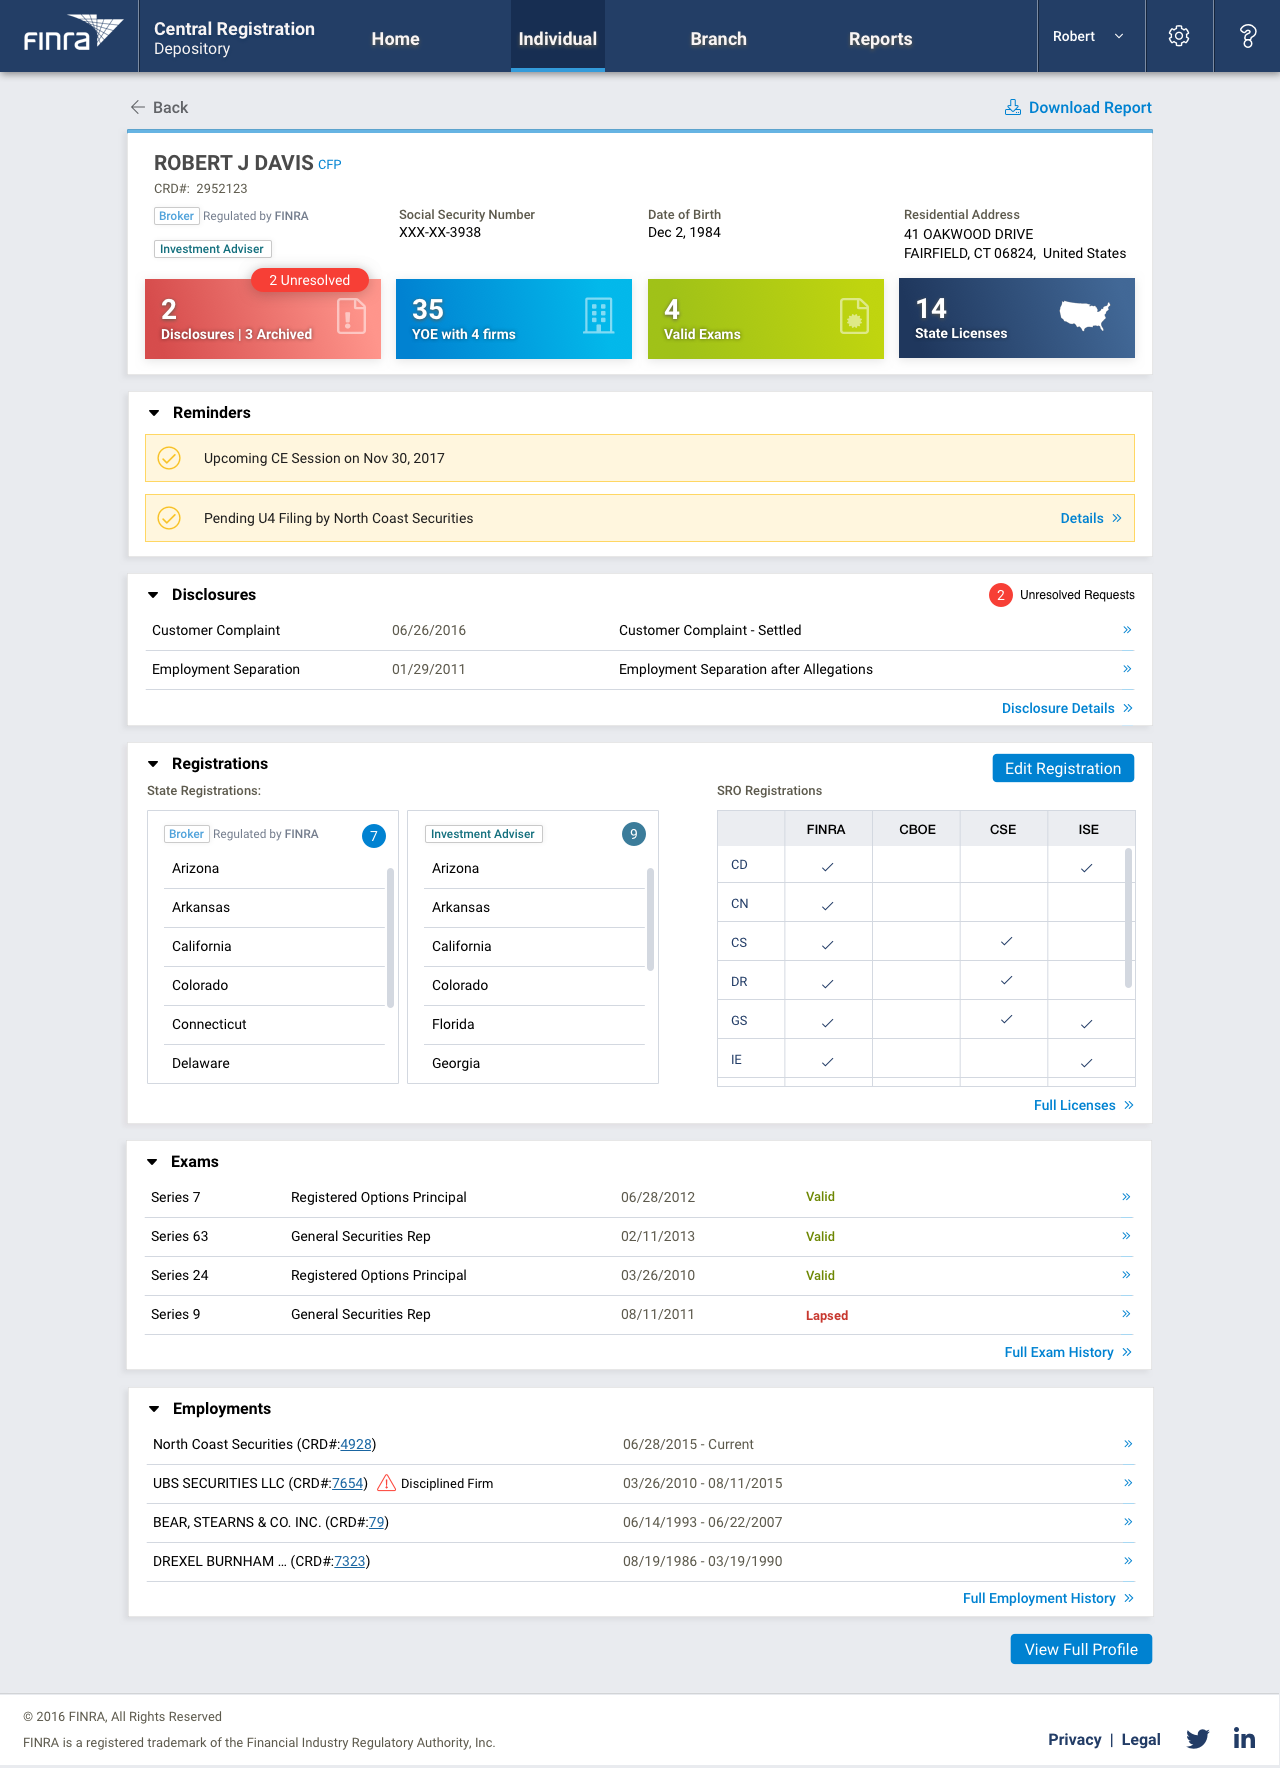 finra
Central Registration
Depository
Home
Individual
Branch
Reports
Robert
Back
Download Report
ROBERT J DAVIS CFP
CRD#: 2952123
Broker Regulated by FINRA
Investment Adviser
Social Security Number
XXX-XX-3938
Date of Birth
Dec 2, 1984
Residential Address
41 OAKWOOD DRIVE
FAIRFIELD, CT 06824, United States
2 Unresolved
2
Disclosures | 3 Archived
35
YOE with 4 firms
4
Valid Exams
14
State Licenses
Reminders
Upcoming CE Session on Nov 30, 2017
Pending U4 Filing by North Coast Securities
Details »
Disclosures
2 Unresolved Requests
Customer Complaint 06/26/2016 Customer Complaint - Settled »
Employment Separation 01/29/2011 Employment Separation after Allegations »
Disclosure Details »
Registrations
Edit Registration
State Registrations:
Broker Regulated by FINRA 7
Arizona
Arkansas
California
Colorado
Connecticut
Delaware
Investment Adviser 9
Arizona
Arkansas
California
Colorado
Florida
Georgia
SRO Registrations
FINRA CBOE CSE ISE
CD ✓ ✓
CN ✓
CS ✓ ✓
DR ✓ ✓
GS ✓ ✓ ✓
IE ✓ ✓
Full Licenses »
Exams
Series 7 Registered Options Principal 06/28/2012 Valid »
Series 63 General Securities Rep 02/11/2013 Valid »
Series 24 Registered Options Principal 03/26/2010 Valid »
Series 9 General Securities Rep 08/11/2011 Lapsed »
Full Exam History »
Employments
North Coast Securities (CRD#:4928) 06/28/2015 - Current »
UBS SECURITIES LLC (CRD#:7654) Disciplined Firm 03/26/2010 - 08/11/2015 »
BEAR, STEARNS & CO. INC. (CRD#:79) 06/14/1993 - 06/22/2007 »
DREXEL BURNHAM ... (CRD#:7323) 08/19/1986 - 03/19/1990 »
Full Employment History »
View Full Profile
© 2016 FINRA, All Rights Reserved
FINRA is a registered trademark of the Financial Industry Regulatory Authority, Inc.
Privacy | Legal
in